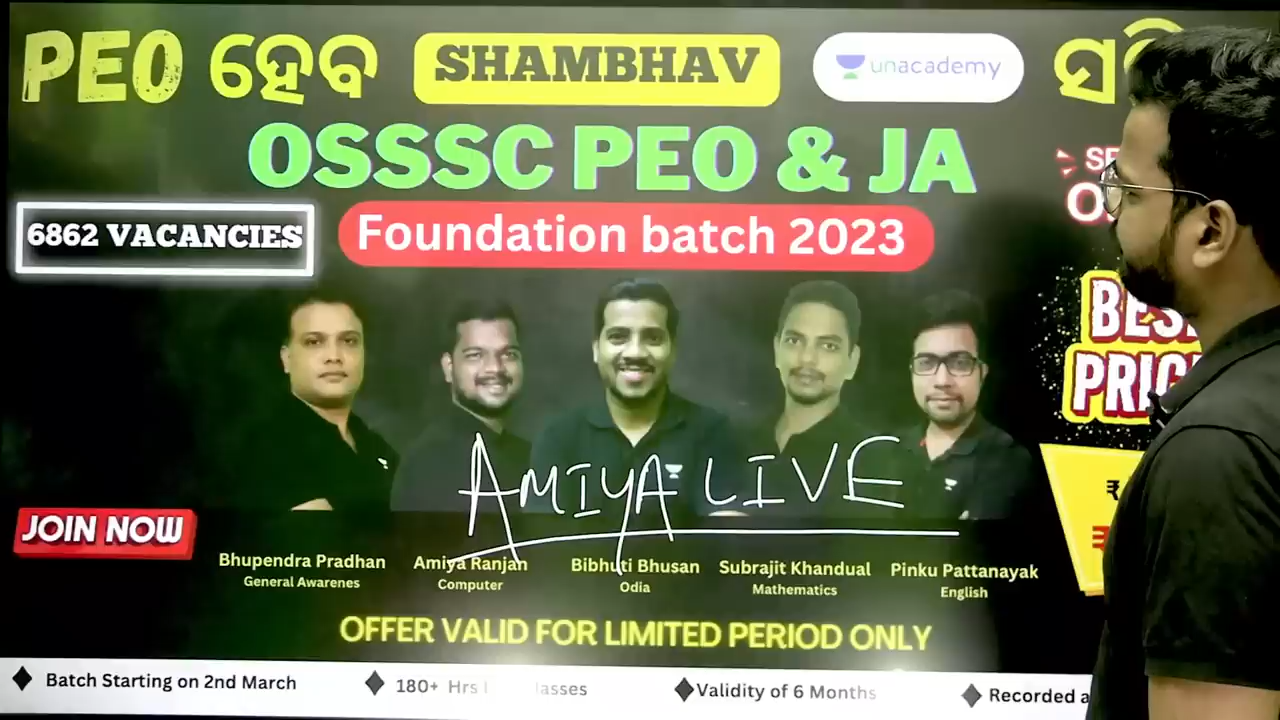 PEO ହେବ SHAMBHAV unacademy
OSSSC PEO & JA
6862 VACANCIES
Foundation batch 2023
AMIYA LIVE
JOIN NOW
Bhupendra Pradhan
General Awarenes
Amiya Ranjan
Computer
Bibhuti Bhusan
Odia
Subrajit Khandual
Mathematics
Pinku Pattanayak
English
OFFER VALID FOR LIMITED PERIOD ONLY
Batch Starting on 2nd March
180+ Hrs
Validity of 6 Months
Recorded